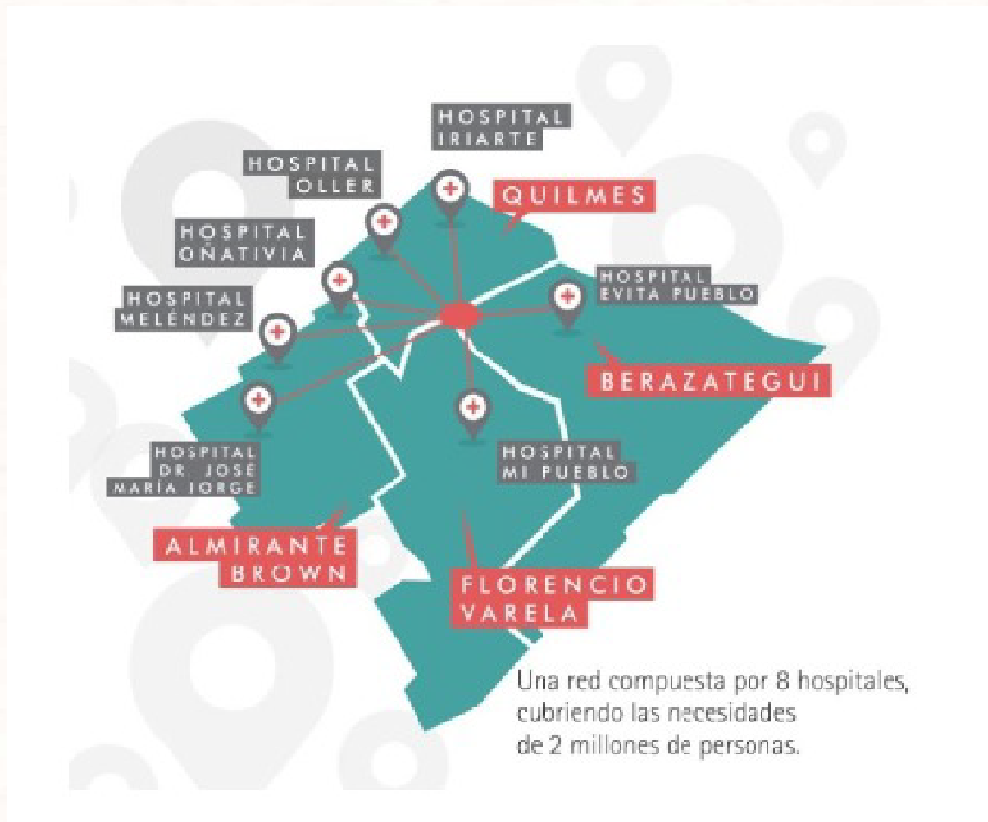 HOSPITAL
IRIARTE
HOSPITAL
OLLER
QUILMES
HOSPITAL
OÑATIVIA
HOSPITAL
EVITA PUEBLO
HOSPITAL
MELÉNDEZ
BERAZATEGUI
HOSPITAL
DR. JOSÉ
MARÍA JORGE
HOSPITAL
MI PUEBLO
ALMIRANTE
BROWN
FLORENCIO
VARELA
Una red compuesta por 8 hospitales,
cubriendo las necesidades
de 2 millones de personas.